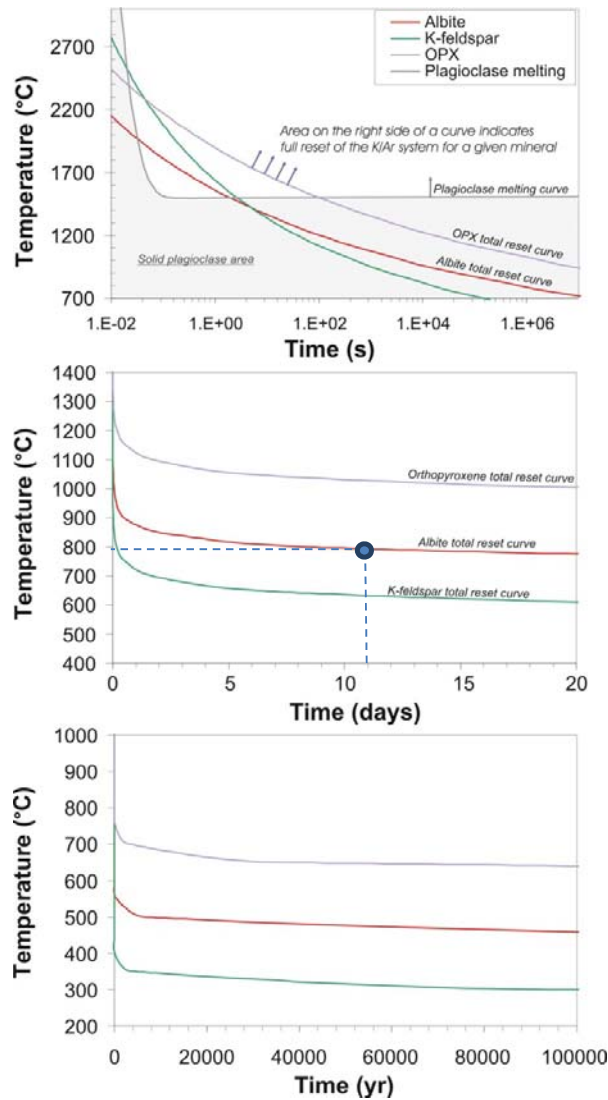 Albite
K-feldspar
OPX
Plagioclase melting
Temperature (°C)
2700
2200
1700
1200
700
Area on the right side of a curve indicates
full reset of the K/Ar system for a given mineral
Plagioclase melting curve
OPX total reset curve
Albite total reset curve
Solid plagioclase area
1.E-02 1.E+00 1.E+02 1.E+04 1.E+06
Time (s)
Temperature (°C)
1400
1300
1200
1100
1000
900
800
700
600
500
400
Orthopyroxene total reset curve
Albite total reset curve
K-feldspar total reset curve
0 5 10 15 20
Time (days)
Temperature (°C)
1000
900
800
700
600
500
400
300
200
0 20000 40000 60000 80000 100000
Time (yr)